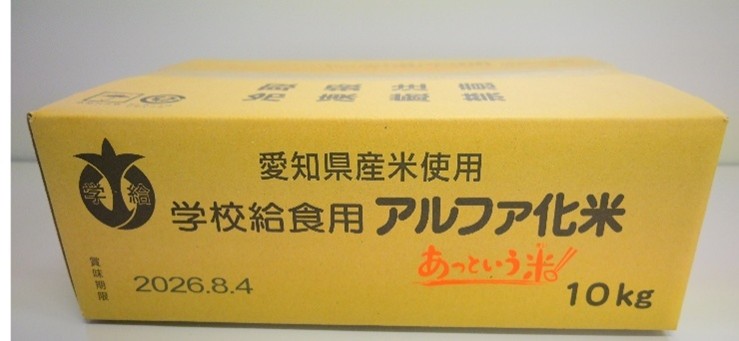 愛知県産米使用
学 給
学校給食用 アルファ化米
あっという米!
賞味期限
2026.8.4
10kg